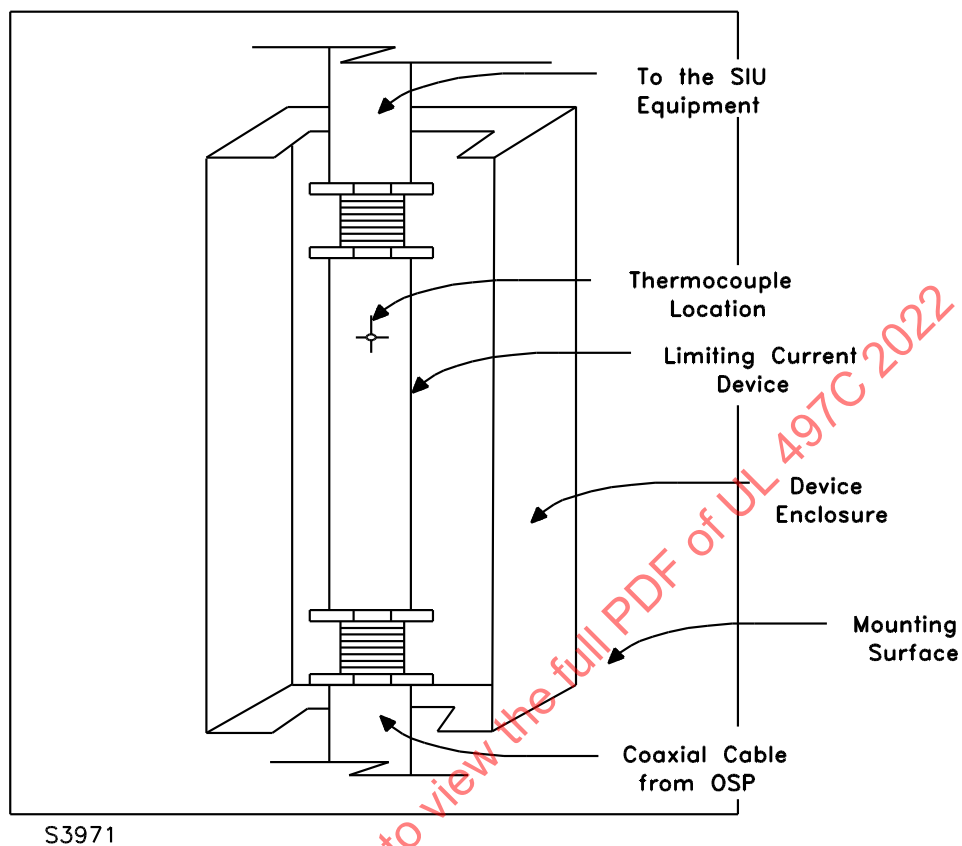 To the SIU
Equipment
Thermocouple
Location
Limiting Current
Device
Device
Enclosure
Mounting
Surface
Coaxial Cable
from OSP
S3971
to view the full PDF of UL 497C 2022